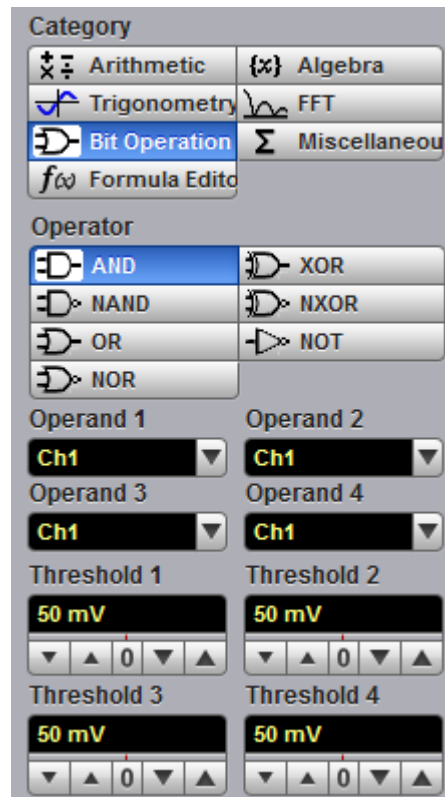 Category
Arithmetic {x} Algebra
Trigonometry FFT
Bit Operation Σ Miscellaneou
f(x) Formula Edito
Operator
AND XOR
NAND NXOR
OR NOT
NOR
Operand 1 Operand 2
Ch1 Ch1
Operand 3 Operand 4
Ch1 Ch1
Threshold 1 Threshold 2
50 mV 50 mV
0 0
Threshold 3 Threshold 4
50 mV 50 mV
0 0